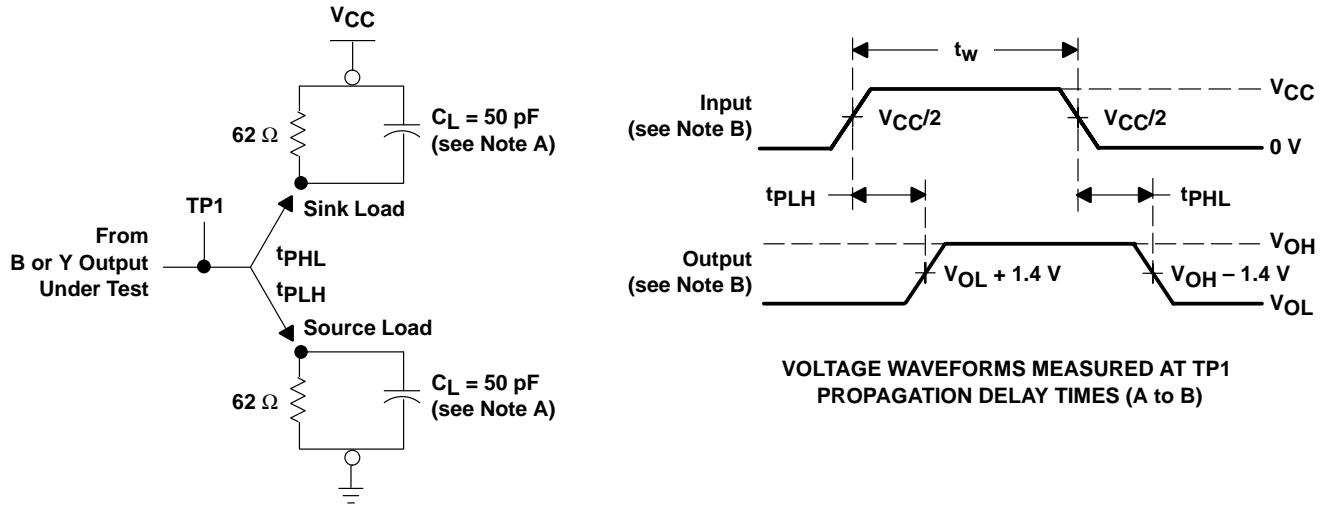 VCC
62 Ω
CL = 50 pF
(see Note A)
Sink Load
TP1
From
B or Y Output
Under Test
tPHL
tPLH
Source Load
62 Ω
CL = 50 pF
(see Note A)
tw
Input
(see Note B)
VCC/2
VCC/2
VCC
0 V
tPLH
tPHL
Output
(see Note B)
VOL + 1.4 V
VOH – 1.4 V
VOH
VOL
VOLTAGE WAVEFORMS MEASURED AT TP1
PROPAGATION DELAY TIMES (A to B)